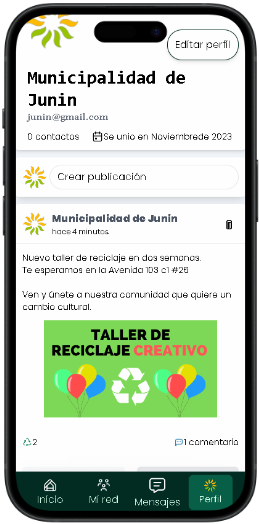 Editar perfil
Municipalidad de
Junin
junin@gmail.com
0 contactos
Se unio en Noviembrede 2023
Crear publicación
Municipalidad de Junín
hace 4 minutos
Nuevo taller de reciclaje en dos semanas.
Te esperamos en la Avenida 103 c1 #26
Ven y únete a nuestra comunidad que quiere un
cambio cultural.
TALLER DE
RECICLAJE CREATIVO
2
1 comentario
Inicio
Mi red
Mensajes
Perfil